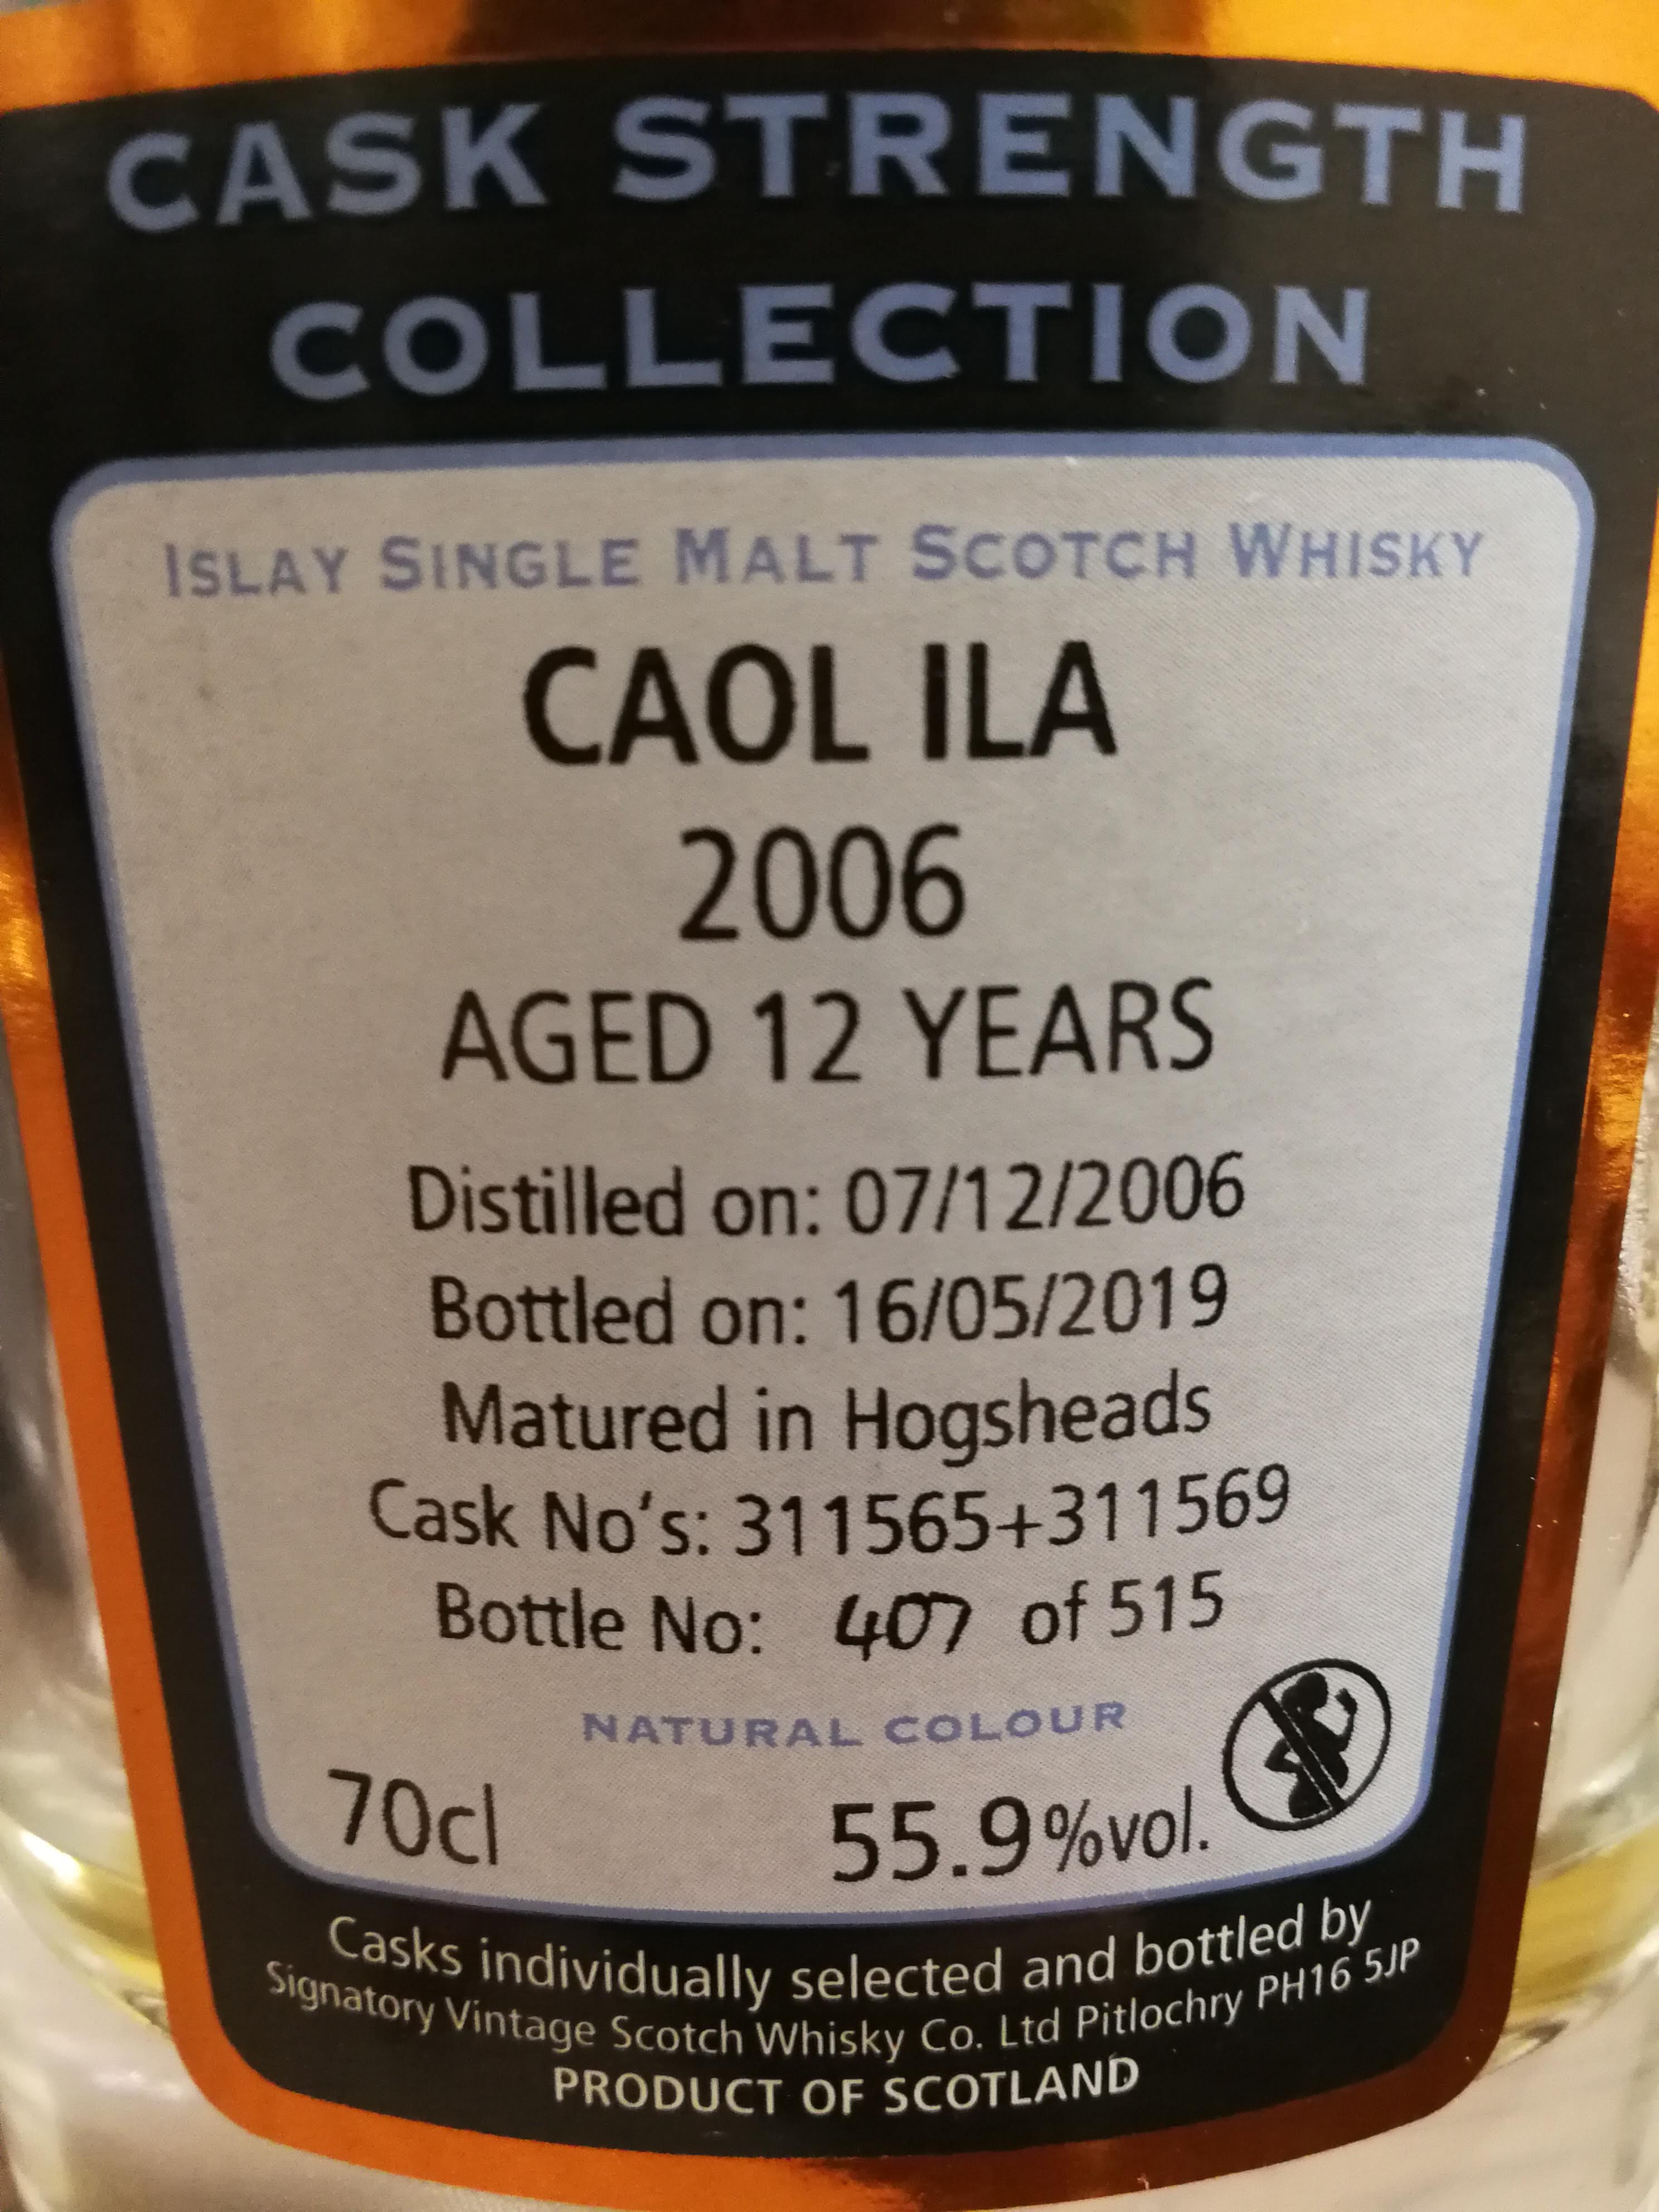 CASK STRENGTH
COLLECTION
ISLAY SINGLE MALT SCOTCH WHISKY
CAOL ILA
2006
AGED 12 YEARS
Distilled on: 07/12/2006
Bottled on: 16/05/2019
Matured in Hogsheads
Cask No's: 311565+311569
Bottle No: 407 of 515
NATURAL COLOUR
70cl 55.9%vol.
Casks individually selected and bottled by
Signatory Vintage Scotch Whisky Co. Ltd Pitlochry PH16 5JP
PRODUCT OF SCOTLAND